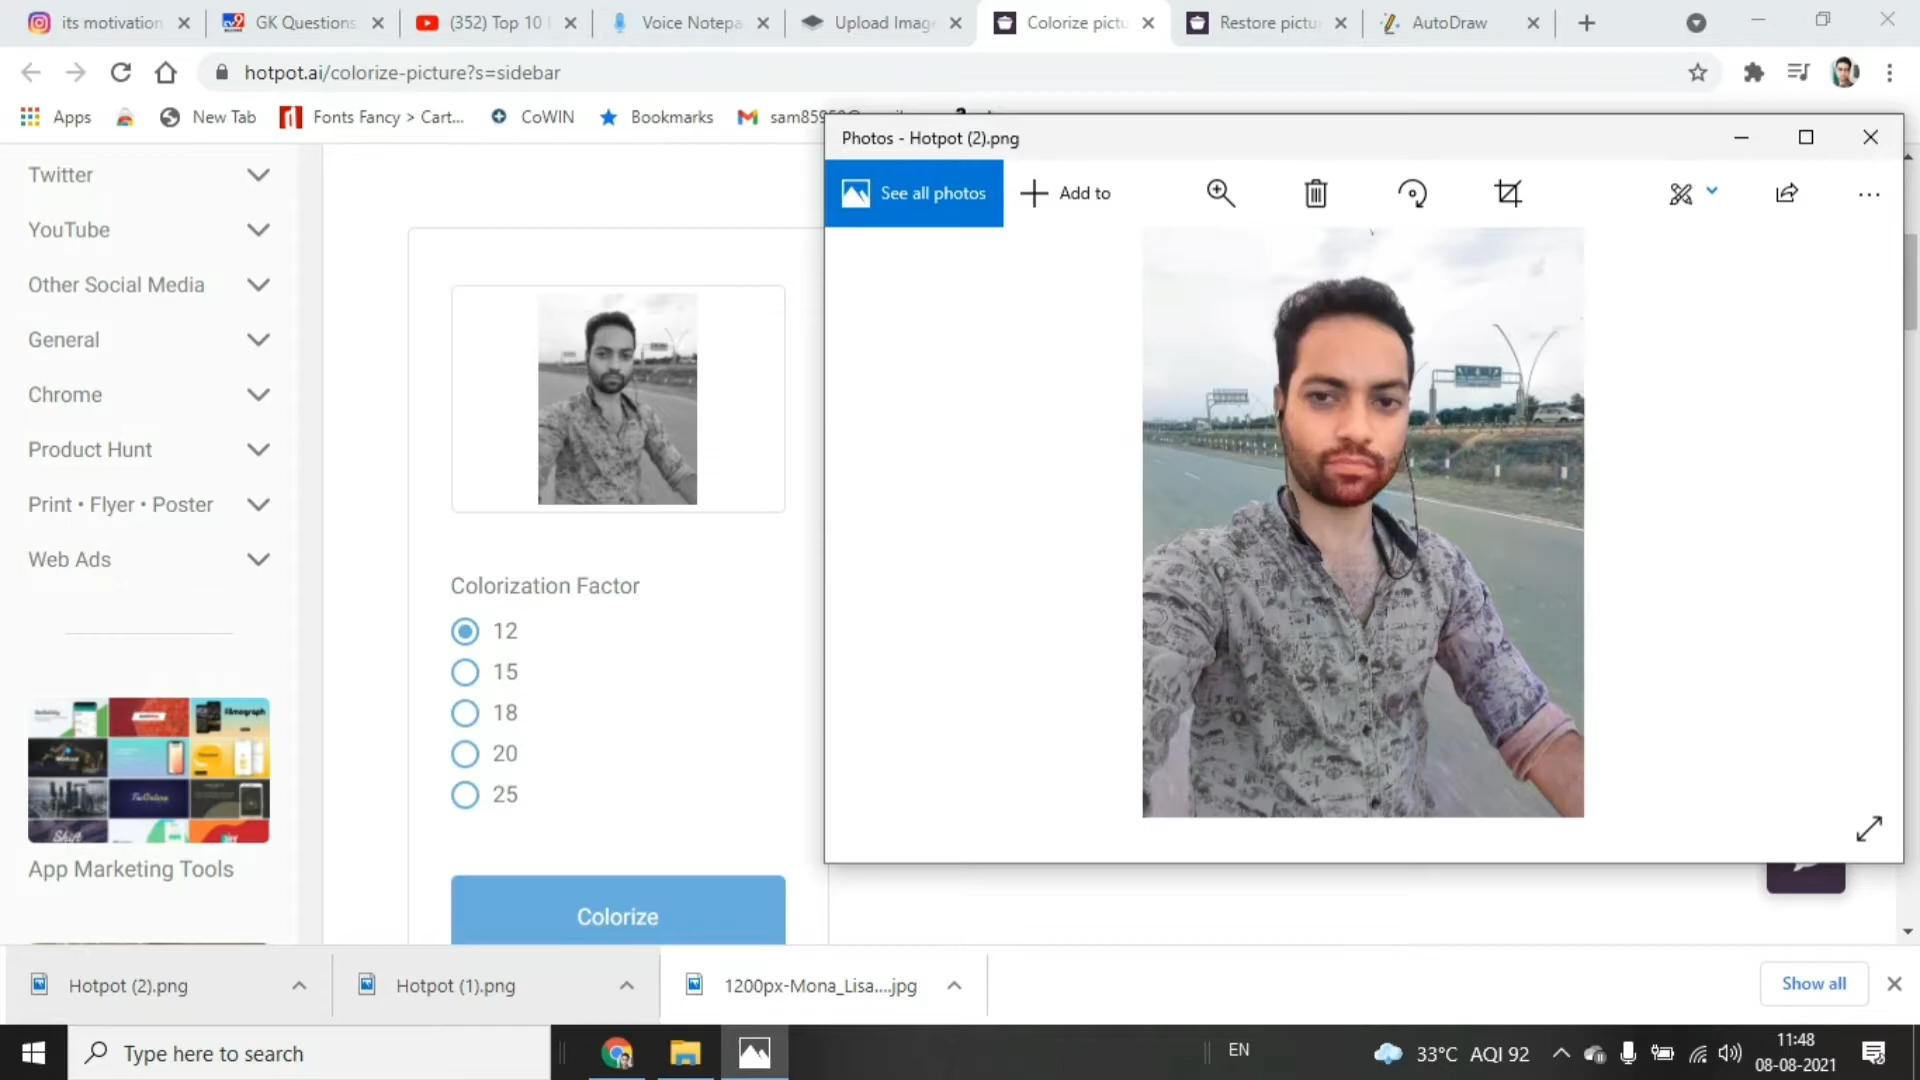 its motivation
GK Questions
(352) Top 10
Voice Notepa
Upload Imag
Colorize pictu
Restore pictu
AutoDraw
hotpot.ai/colorize-picture?s=sidebar
Apps
New Tab
Fonts Fancy > Cart...
CoWIN
Bookmarks
Photos - Hotpot (2).png
See all photos
Add to
Twitter
YouTube
Other Social Media
General
Chrome
Product Hunt
Print • Flyer • Poster
Web Ads
App Marketing Tools
Colorization Factor
12
15
18
20
25
Colorize
Hotpot (2).png
Hotpot (1).png
1200px-Mona_Lisa....jpg
Show all
Type here to search
EN
33°C AQI 92
11:48
08-08-2021